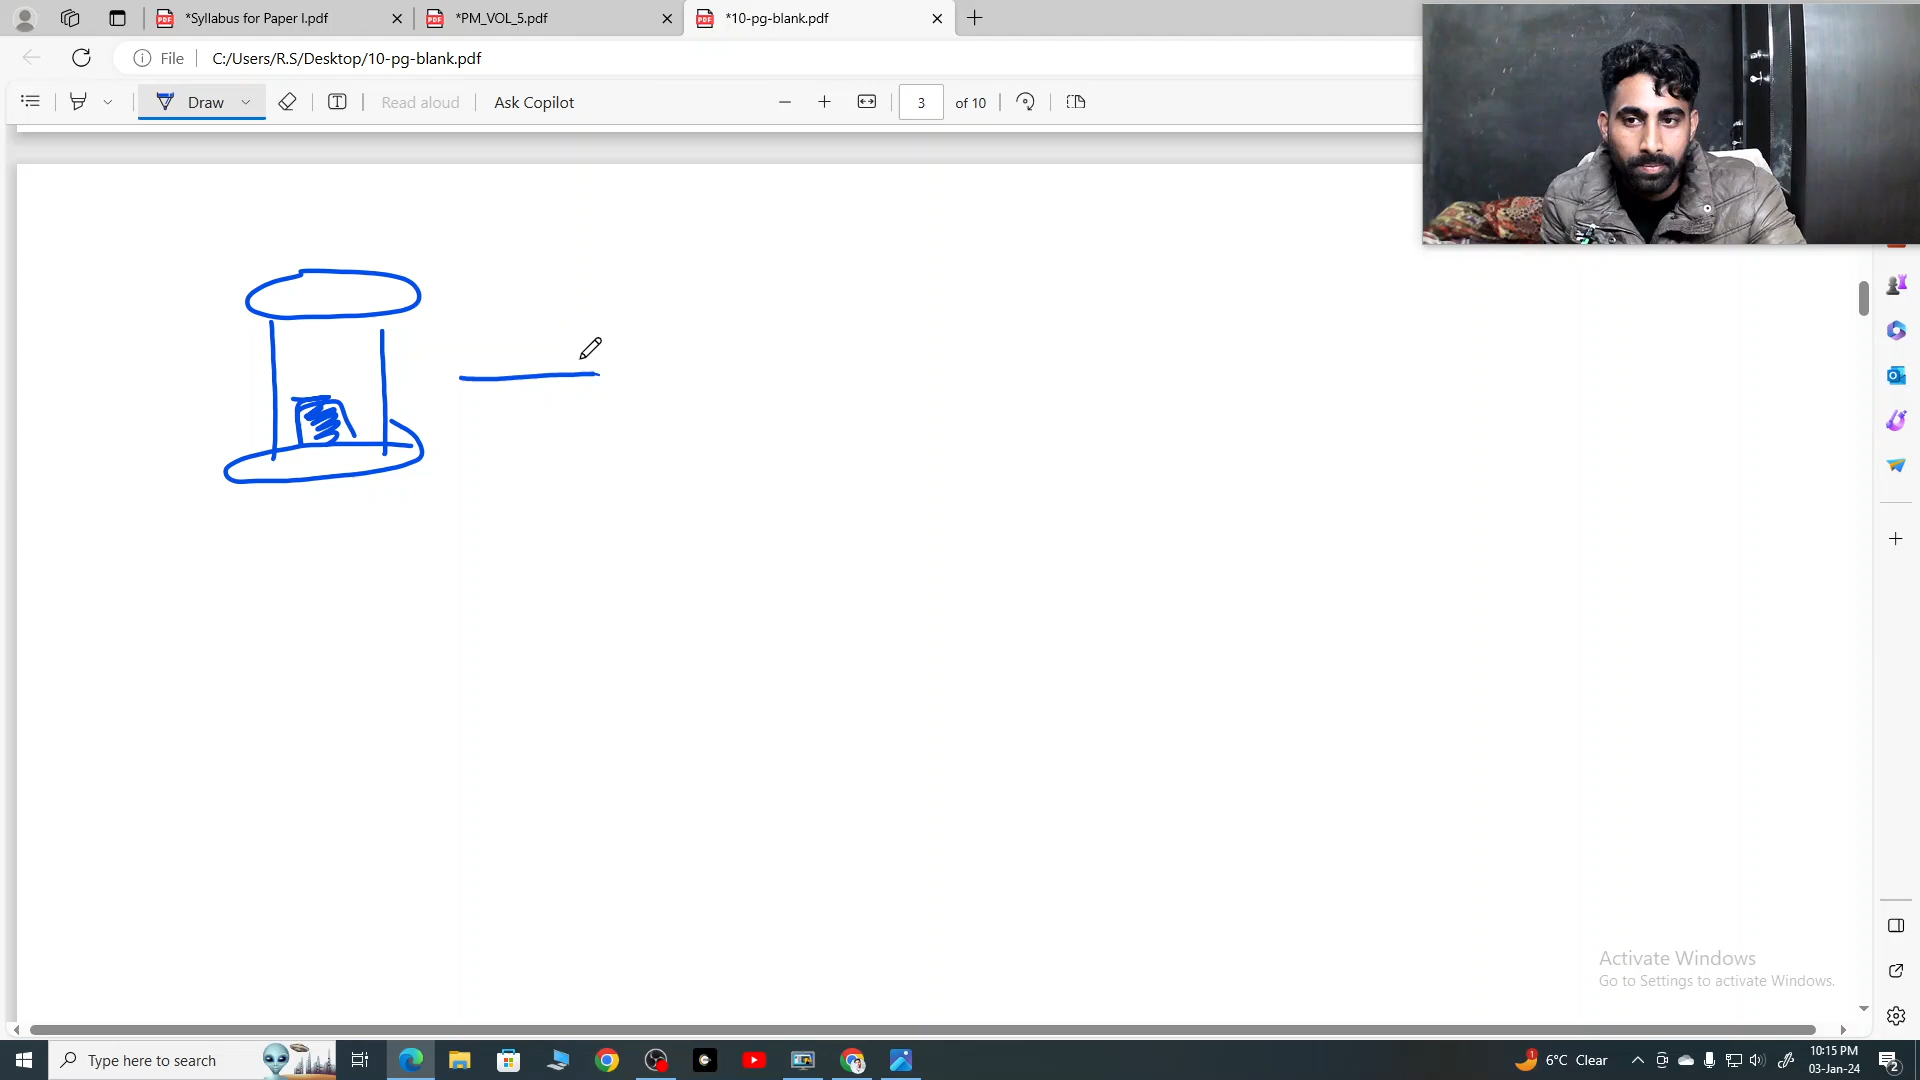 *Syllabus for Paper I.pdf
*PM_VOL_5.pdf
*10-pg-blank.pdf
File
C:/Users/R.S/Desktop/10-pg-blank.pdf
Draw
Read aloud
Ask Copilot
3
of 10
Activate Windows
Go to Settings to activate Windows.
Type here to search
1
6°C Clear
10:15 PM
03-Jan-24
2